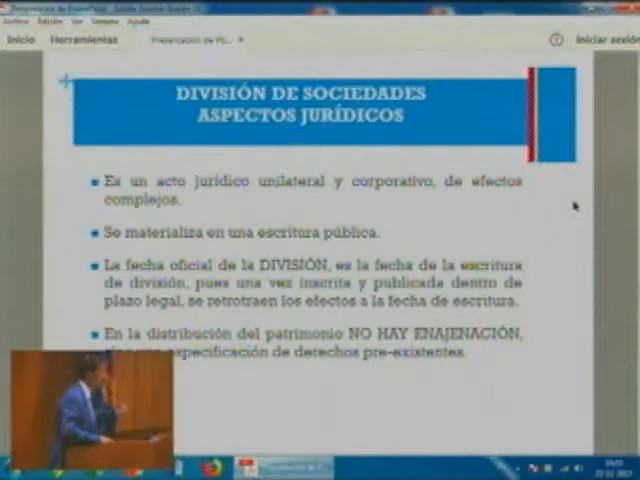 Inicio Herramientas Iniciar sesión
DIVISIÓN DE SOCIEDADES
ASPECTOS JURÍDICOS
Es un acto jurídico unilateral y corporativo, de efectos
complejos.
Se materializa en una escritura pública.
La fecha oficial de la DIVISIÓN, es la fecha de la escritura
de división, pues una vez inscrita y publicada dentro de
plazo legal, se retrotraen los efectos a la fecha de escritura.
En la distribución del patrimonio NO HAY ENAJENACIÓN,
especificación de derechos pre-existentes.